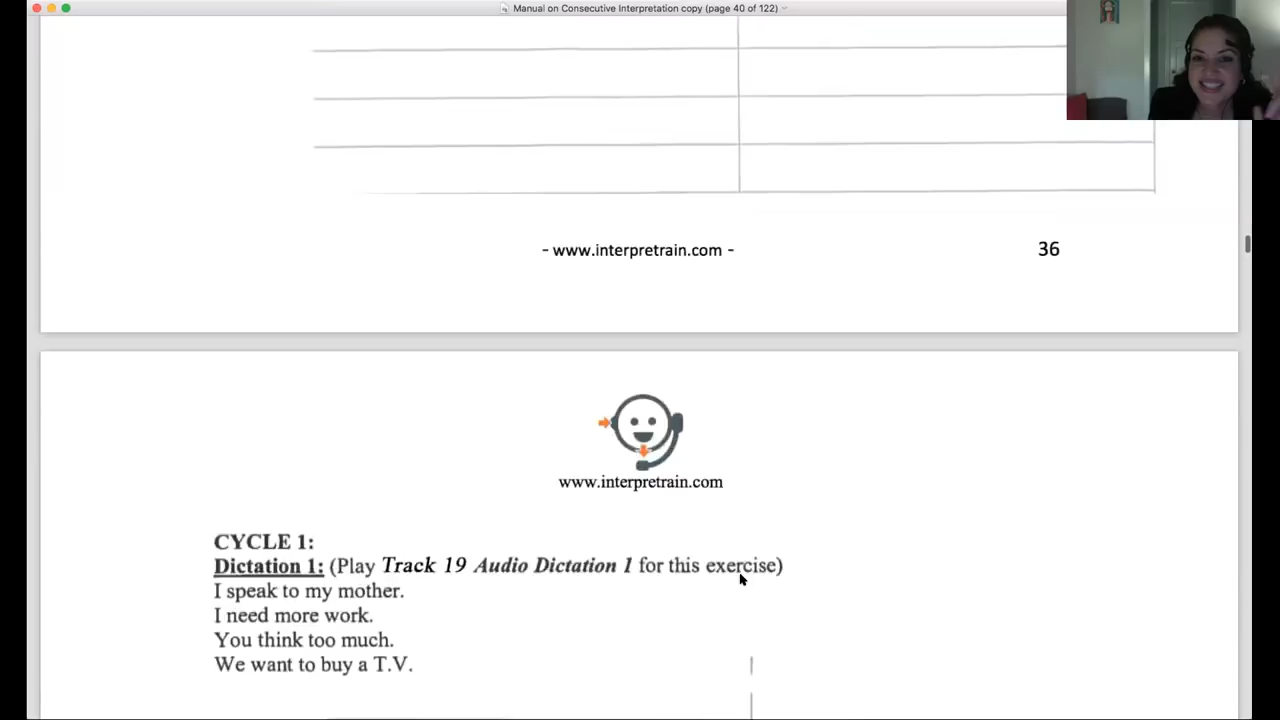 Manual on Consecutive Interpretation copy (page 40 of 122)
- www.interpretrain.com -
36
www.interpretrain.com
CYCLE 1:
Dictation 1: (Play Track 19 Audio Dictation 1 for this exercise)
I speak to my mother.
I need more work.
You think too much.
We want to buy a T.V.